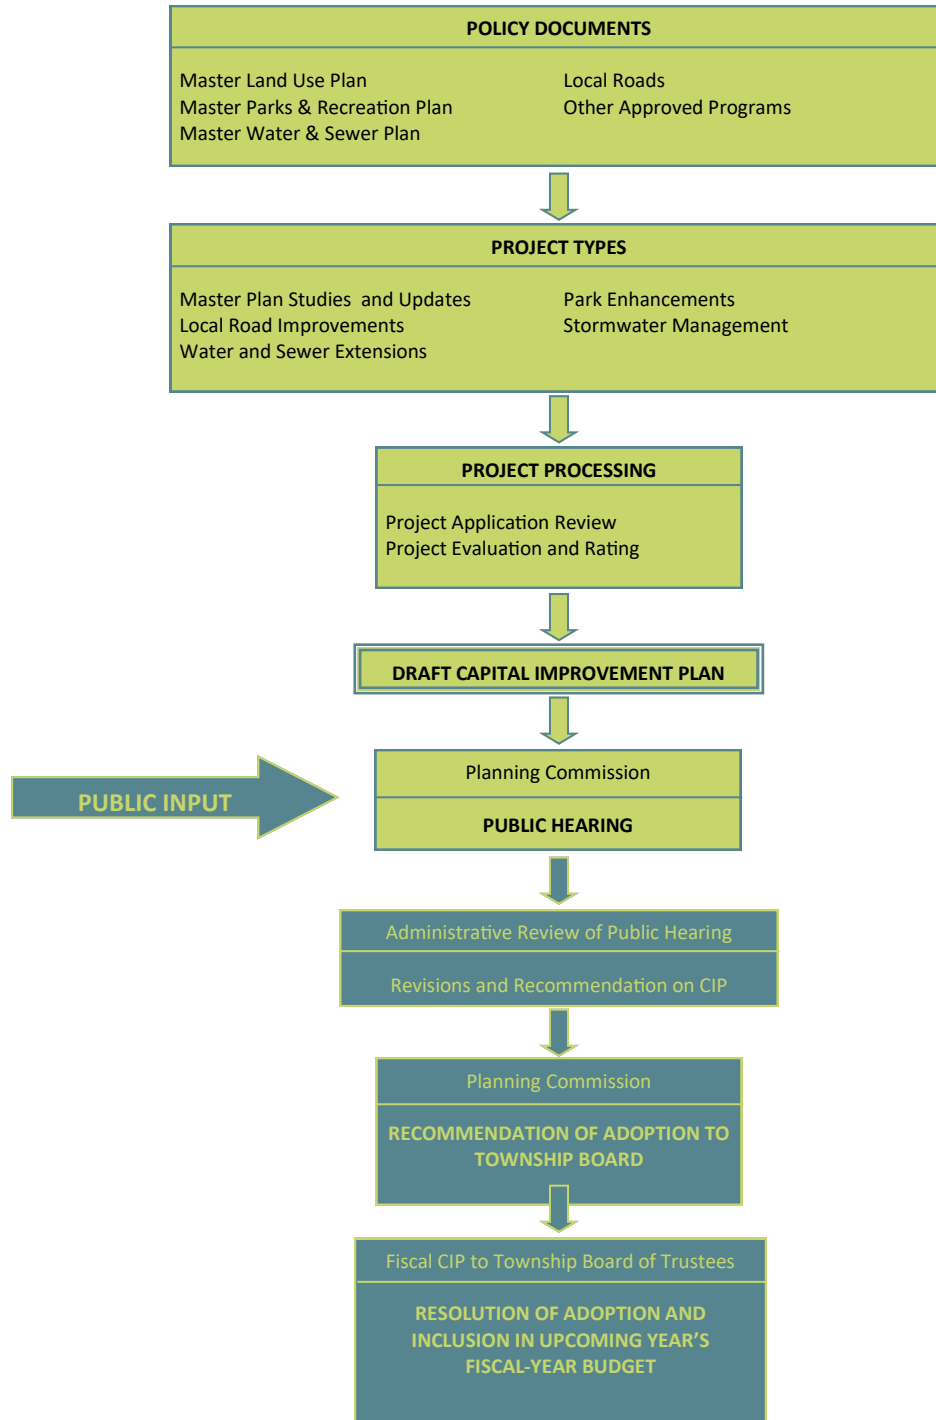 POLICY DOCUMENTS
Master Land Use Plan
Master Parks & Recreation Plan
Master Water & Sewer Plan
Local Roads
Other Approved Programs
PROJECT TYPES
Master Plan Studies and Updates
Local Road Improvements
Water and Sewer Extensions
Park Enhancements
Stormwater Management
PROJECT PROCESSING
Project Application Review
Project Evaluation and Rating
DRAFT CAPITAL IMPROVEMENT PLAN
PUBLIC INPUT
Planning Commission
PUBLIC HEARING
Administrative Review of Public Hearing
Revisions and Recommendation on CIP
Planning Commission
RECOMMENDATION OF ADOPTION TO
TOWNSHIP BOARD
Fiscal CIP to Township Board of Trustees
RESOLUTION OF ADOPTION AND
INCLUSION IN UPCOMING YEAR’S
FISCAL-YEAR BUDGET